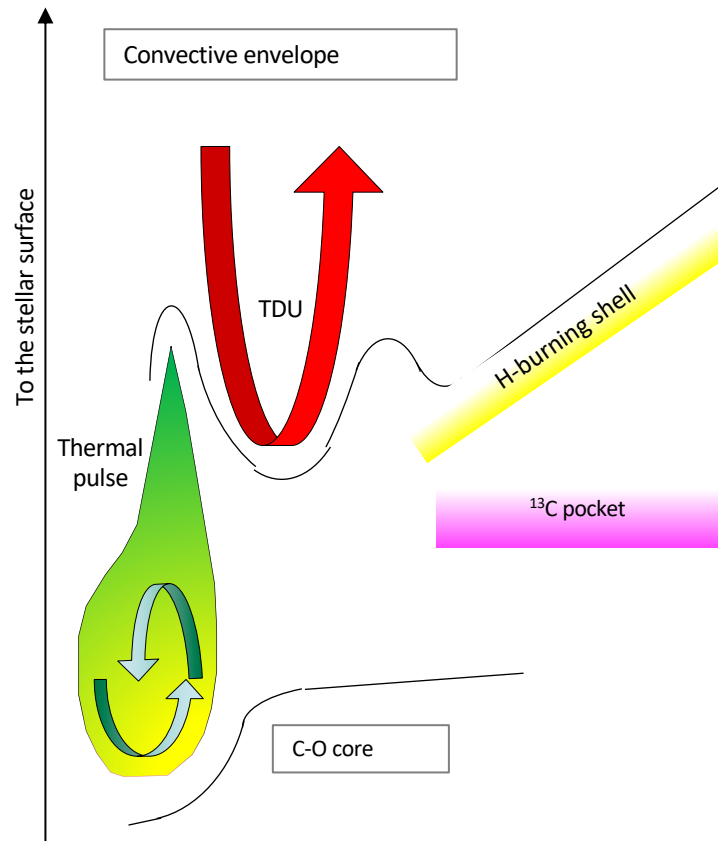 Convective envelope
To the stellar surface
TDU
H-burning shell
Thermal
pulse
¹³C pocket
C-O core